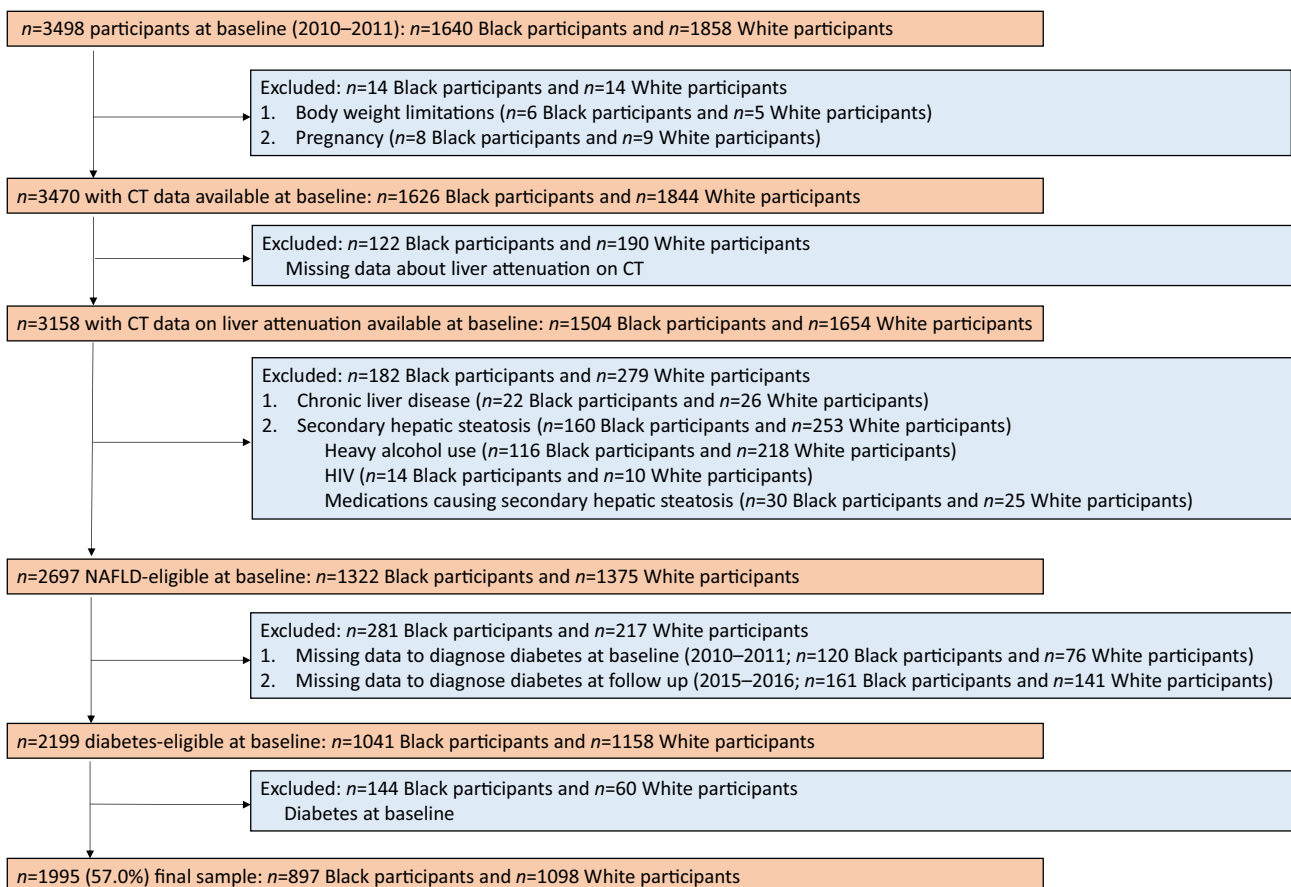 n=3498 participants at baseline (2010–2011): n=1640 Black participants and n=1858 White participants
Excluded: n=14 Black participants and n=14 White participants
1. Body weight limitations (n=6 Black participants and n=5 White participants)
2. Pregnancy (n=8 Black participants and n=9 White participants)
n=3470 with CT data available at baseline: n=1626 Black participants and n=1844 White participants
Excluded: n=122 Black participants and n=190 White participants
Missing data about liver attenuation on CT
n=3158 with CT data on liver attenuation available at baseline: n=1504 Black participants and n=1654 White participants
Excluded: n=182 Black participants and n=279 White participants
1. Chronic liver disease (n=22 Black participants and n=26 White participants)
2. Secondary hepatic steatosis (n=160 Black participants and n=253 White participants)
Heavy alcohol use (n=116 Black participants and n=218 White participants)
HIV (n=14 Black participants and n=10 White participants)
Medications causing secondary hepatic steatosis (n=30 Black participants and n=25 White participants)
n=2697 NAFLD-eligible at baseline: n=1322 Black participants and n=1375 White participants
Excluded: n=281 Black participants and n=217 White participants
1. Missing data to diagnose diabetes at baseline (2010–2011; n=120 Black participants and n=76 White participants)
2. Missing data to diagnose diabetes at follow up (2015–2016; n=161 Black participants and n=141 White participants)
n=2199 diabetes-eligible at baseline: n=1041 Black participants and n=1158 White participants
Excluded: n=144 Black participants and n=60 White participants
Diabetes at baseline
n=1995 (57.0%) final sample: n=897 Black participants and n=1098 White participants